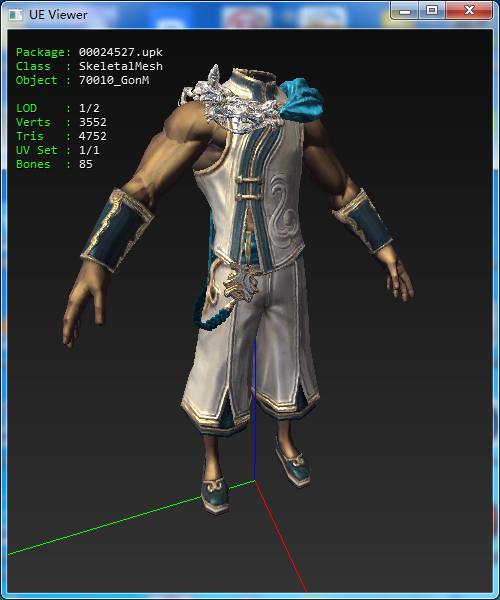 UE Viewer
Package: 00024527.upk
Class : SkeletalMesh
Object : 70010_GonM
LOD : 1/2
Verts : 3552
Tris : 4752
UV Set : 1/1
Bones : 85